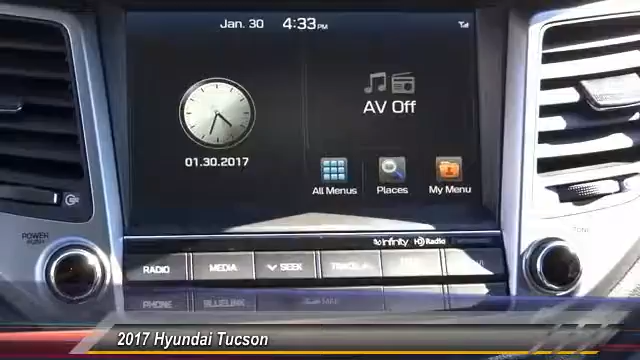 Jan. 30 4:33 PM
AV Off
01.30.2017
All Menus Places My Menu
infinity HD Radio
POWER
PUSH
RADIO MEDIA SEEK TRACK
PHONE BLUELINK
2017 Hyundai Tucson